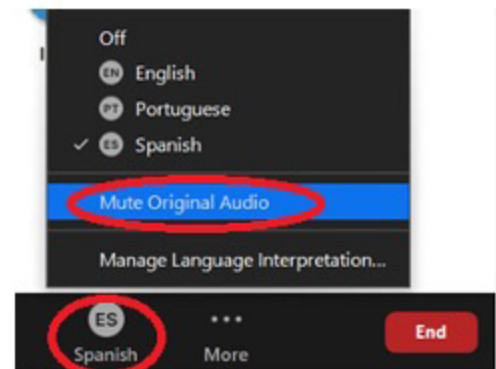 Off
EN English
PT Portuguese
ES Spanish
Mute Original Audio
Manage Language Interpretation...
ES
Spanish
More
End